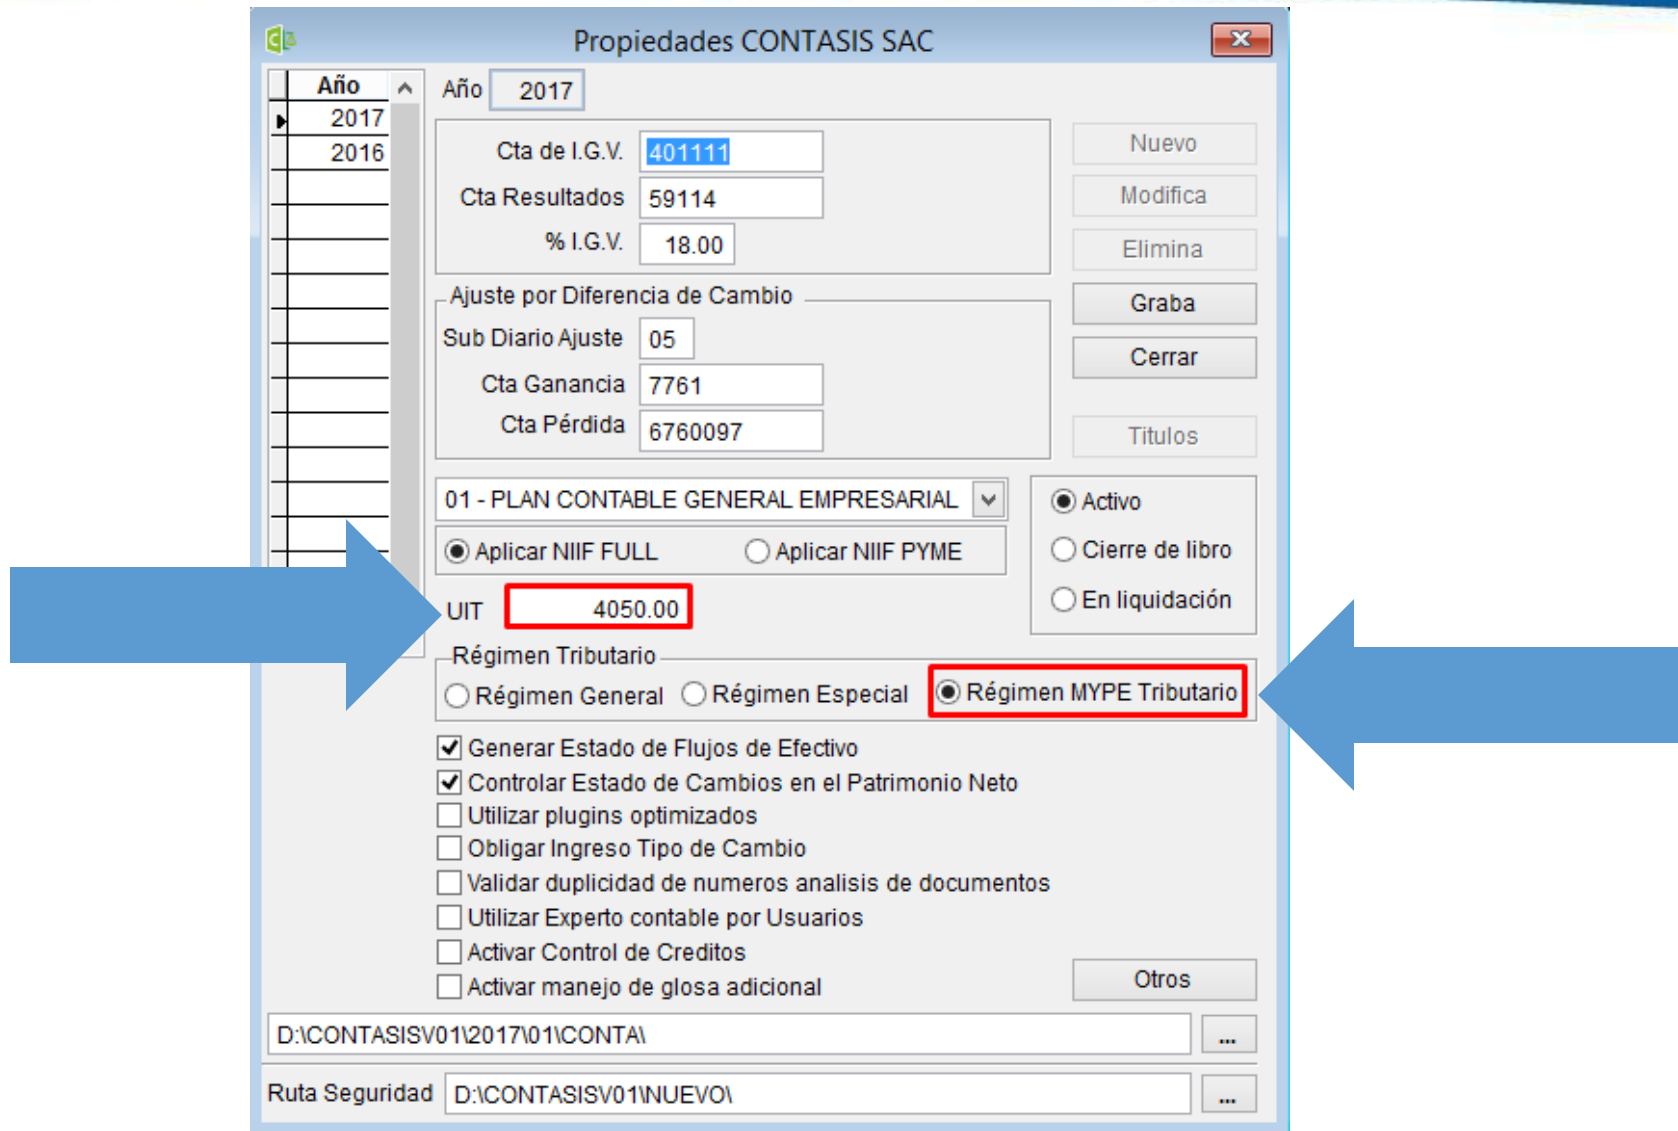 Propiedades CONTASIS SAC
Año
2017
2016
Año 2017
Cta de I.G.V. 401111
Cta Resultados 59114
% I.G.V. 18.00
Ajuste por Diferencia de Cambio
Sub Diario Ajuste 05
Cta Ganancia 7761
Cta Pérdida 6760097
Nuevo
Modifica
Elimina
Graba
Cerrar
Titulos
01 - PLAN CONTABLE GENERAL EMPRESARIAL
Aplicar NIIF FULL Aplicar NIIF PYME
Activo
Cierre de libro
En liquidación
UIT 4050.00
Régimen Tributario
Régimen General Régimen Especial Régimen MYPE Tributario
Generar Estado de Flujos de Efectivo
Controlar Estado de Cambios en el Patrimonio Neto
Utilizar plugins optimizados
Obligar Ingreso Tipo de Cambio
Validar duplicidad de numeros analisis de documentos
Utilizar Experto contable por Usuarios
Activar Control de Creditos
Activar manejo de glosa adicional
Otros
D:\CONTASISV01\2017\01\CONTA\ ...
Ruta Seguridad D:\CONTASISV01\NUEVO\ ...